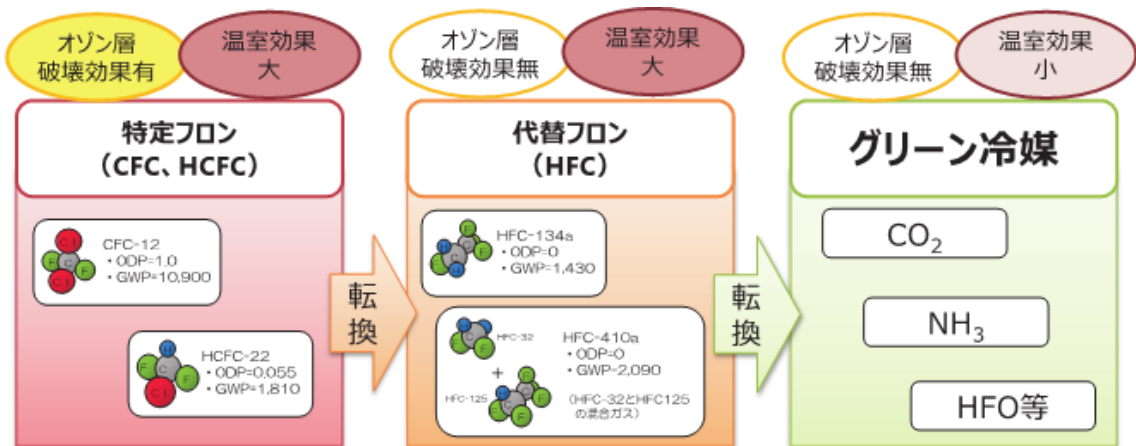 オゾン層
破壊効果有
温室効果
大
特定フロン
（CFC、HCFC）
CFC-12
・ODP=1.0
・GWP=10,900
HCFC-22
・ODP=0.055
・GWP=1,810
転換
オゾン層
破壊効果無
温室効果
大
代替フロン
（HFC）
HFC-134a
・ODP=0
・GWP=1,430
HFC-32
+
HFC-125
HFC-410a
・ODP=0
・GWP=2,090
（HFC-32とHFC125
の混合ガス）
転換
オゾン層
破壊効果無
温室効果
小
グリーン冷媒
CO₂
NH₃
HFO等